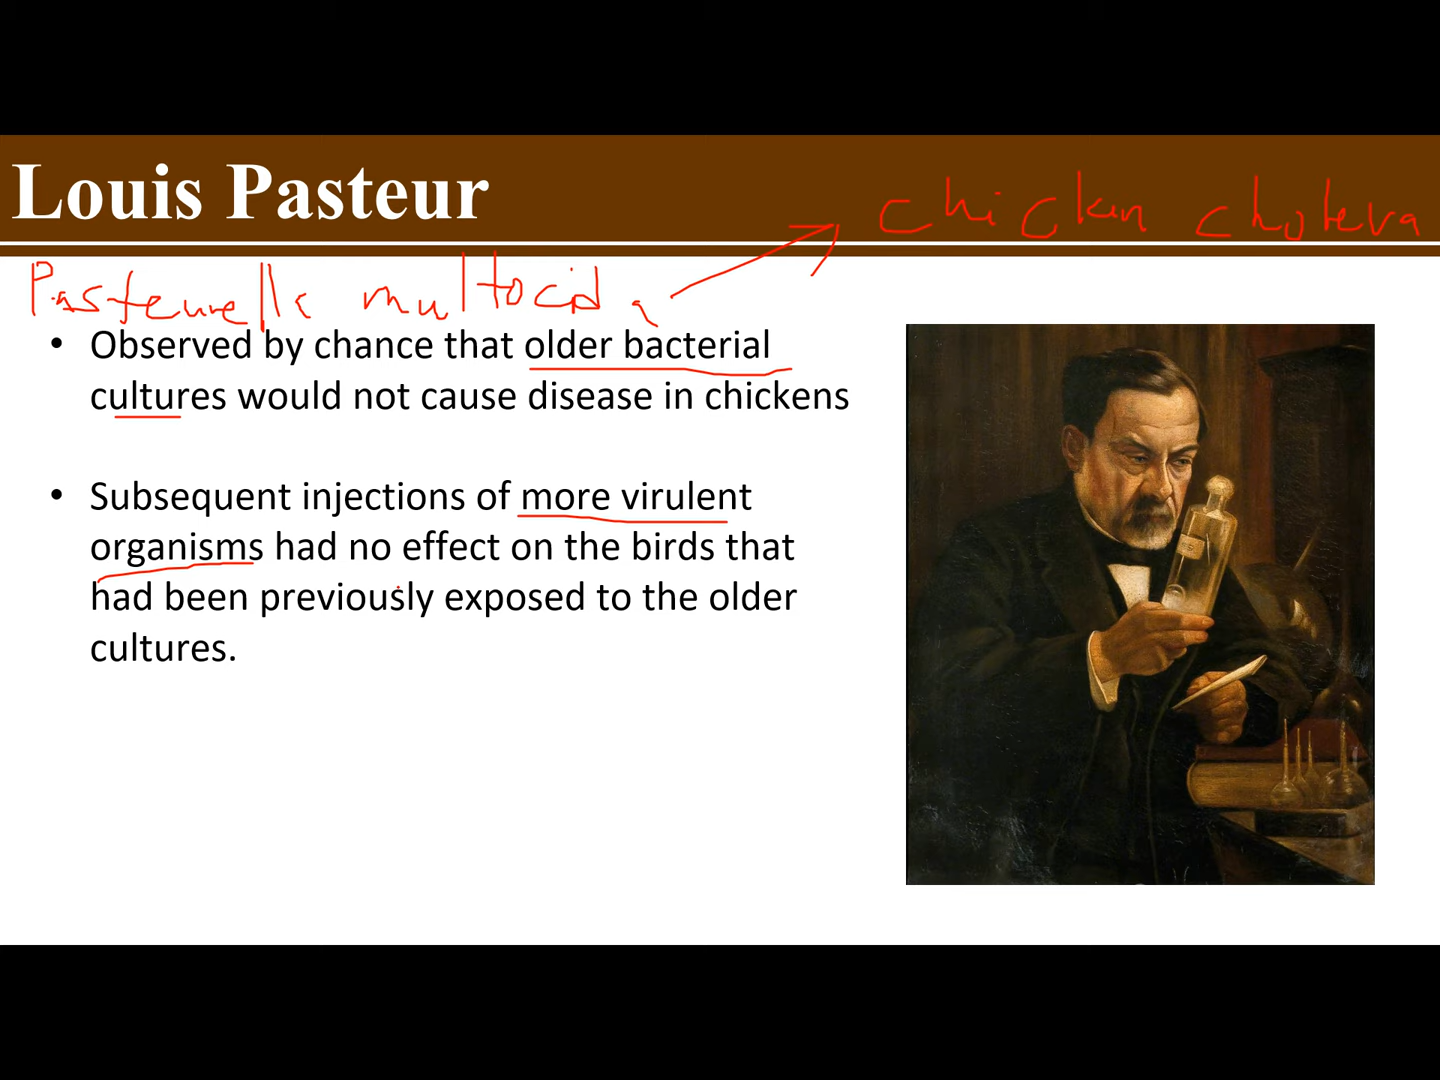 Louis Pasteur
chicken cholera
Pasteurella multocida
• Observed by chance that older bacterial
cultures would not cause disease in chickens
• Subsequent injections of more virulent
organisms had no effect on the birds that
had been previously exposed to the older
cultures.